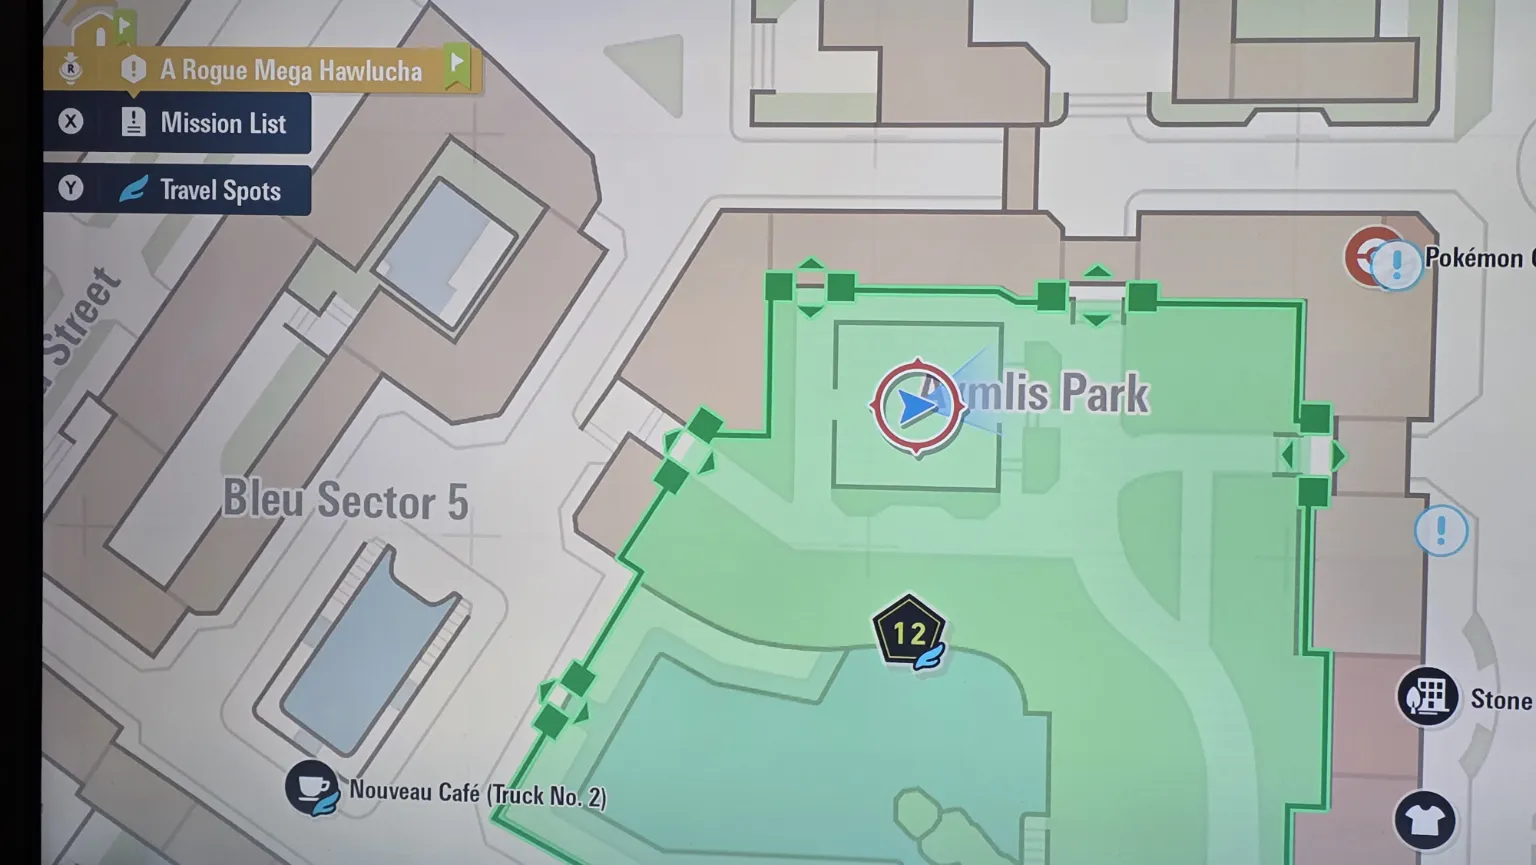 R
A Rogue Mega Hawlucha
X
Mission List
Y
Travel Spots
Street
Pokémon
Park
Bleu Sector 5
12
Stone
Nouveau Café (Truck No. 2)